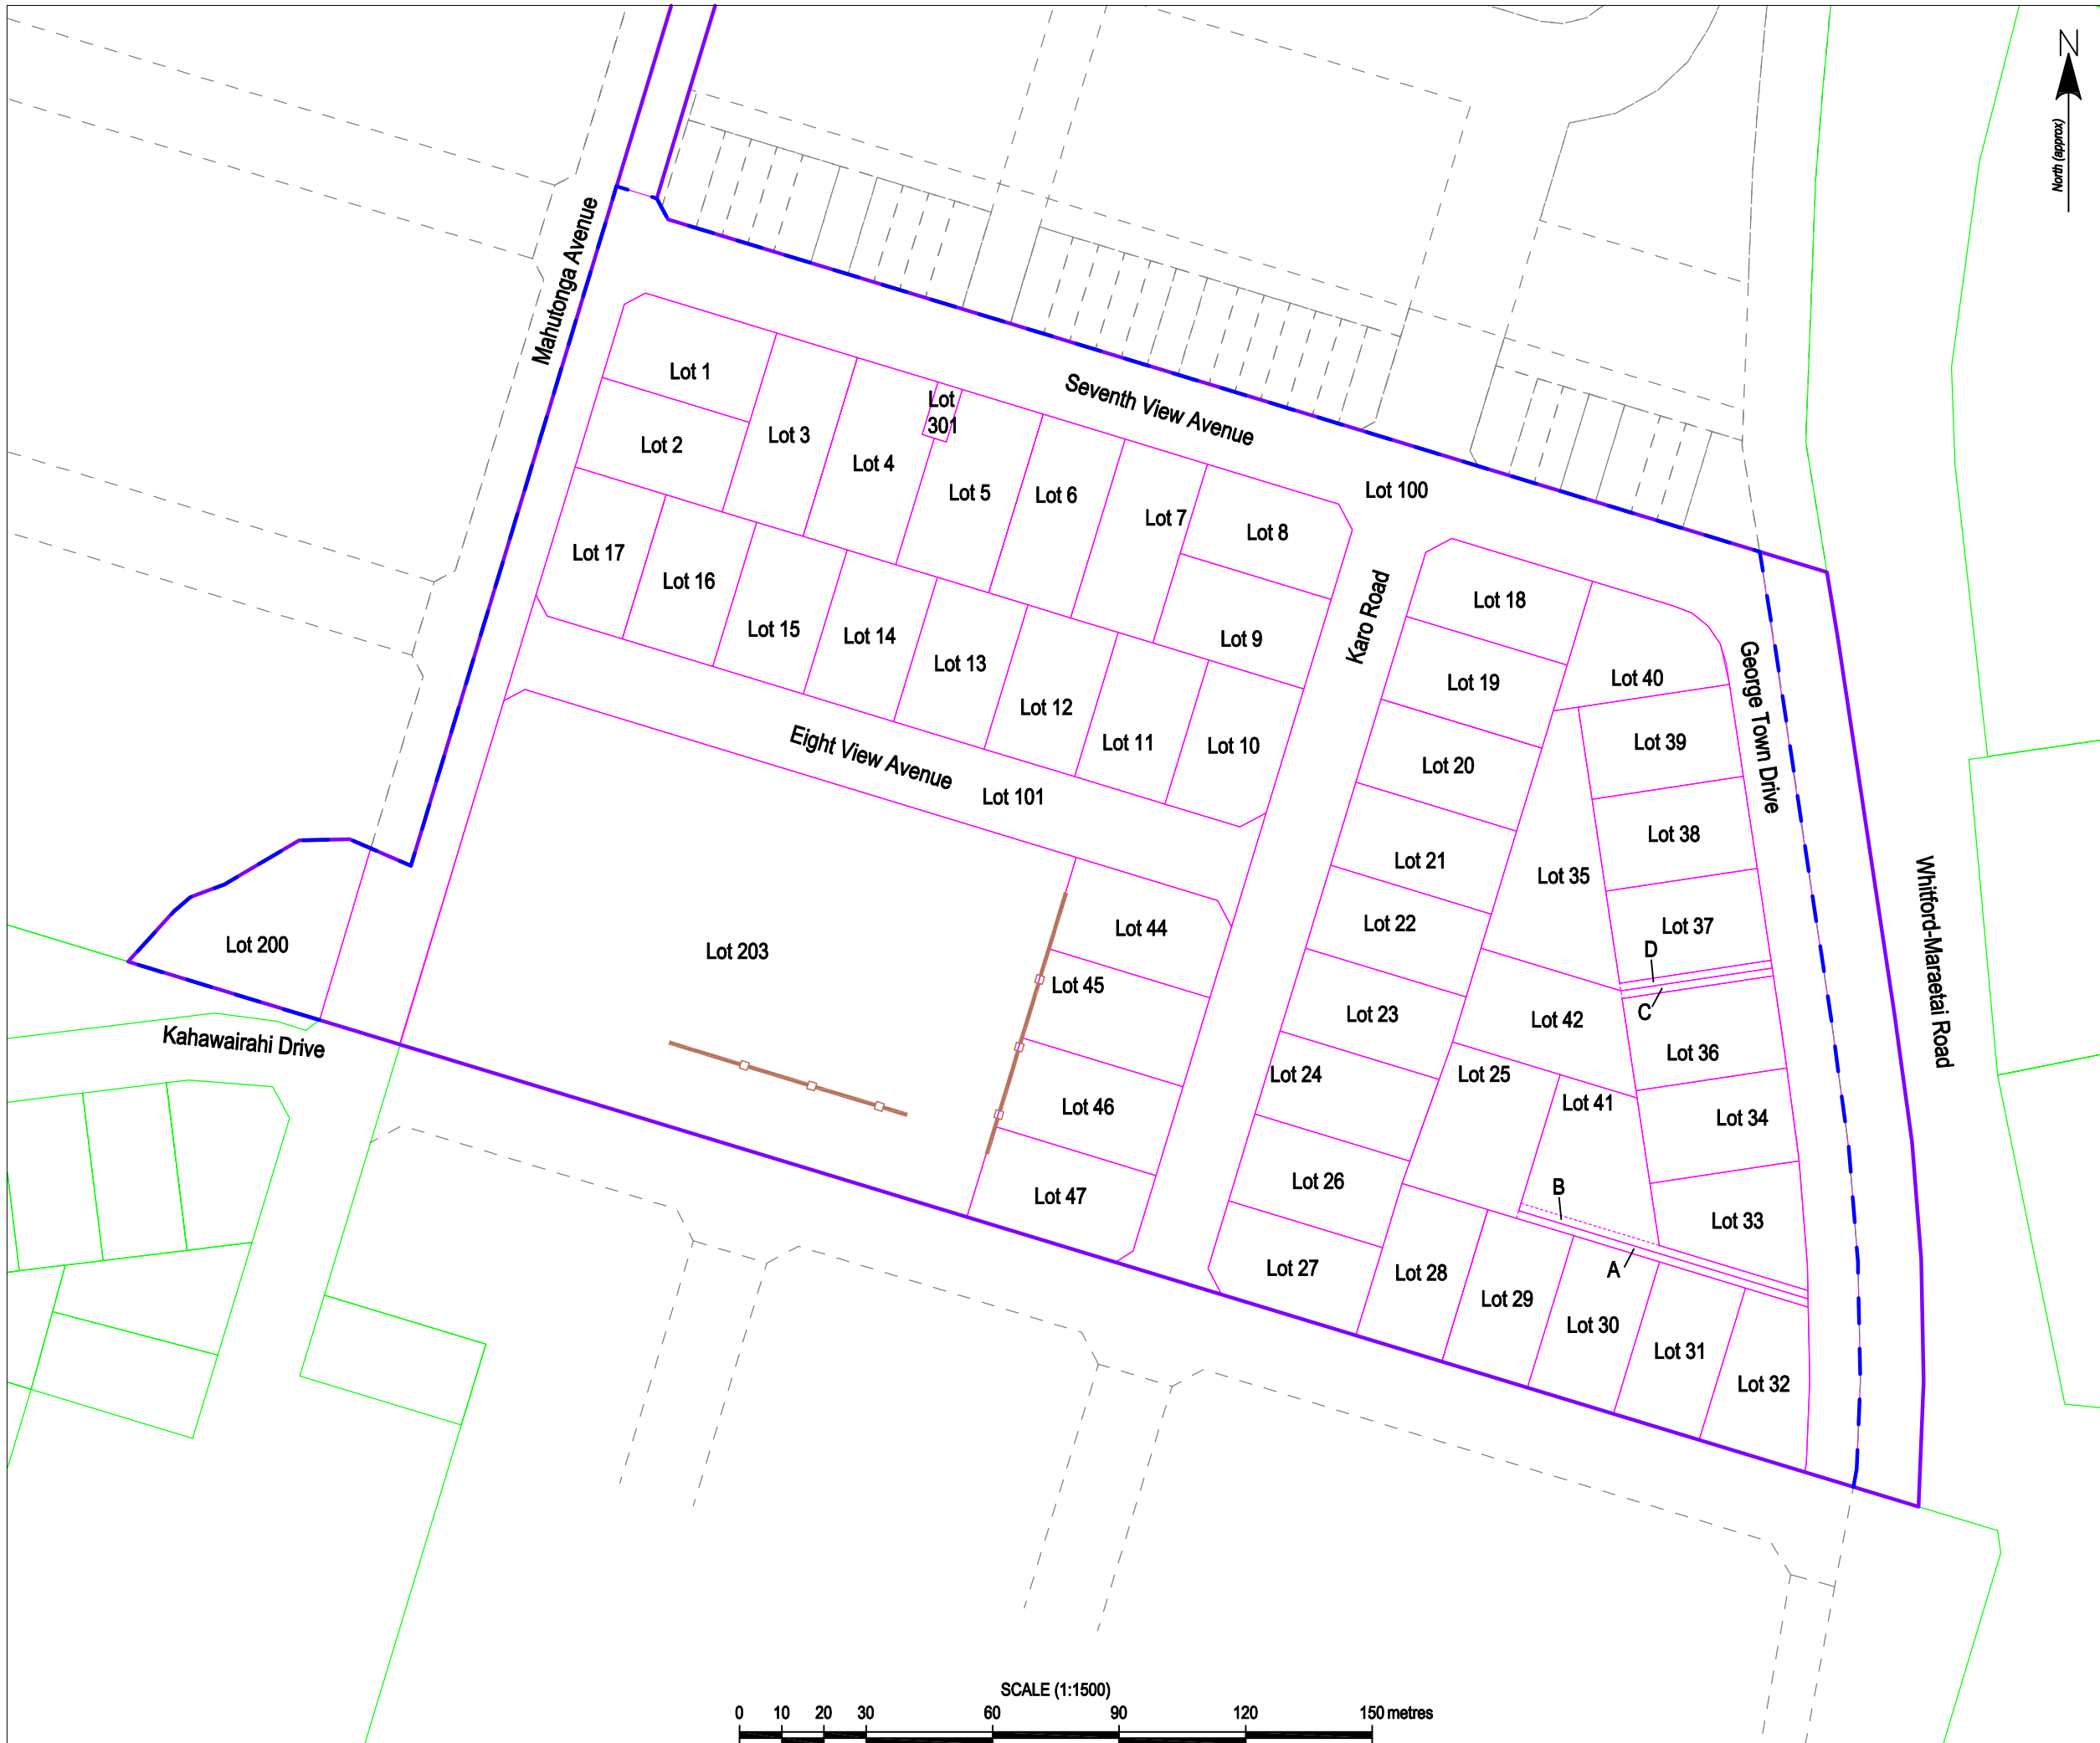 N
North (approx)
Mahutonga Avenue
Seventh View Avenue
Lot 1
Lot
301
Lot 2
Lot 3
Lot 4
Lot 5
Lot 6
Lot 7
Lot 8
Lot 100
Lot 17
Lot 16
Lot 15
Lot 14
Lot 13
Lot 12
Lot 11
Lot 10
Lot 9
Karo Road
Lot 18
Lot 19
Lot 20
Lot 21
Lot 22
Lot 23
Lot 24
Lot 26
Lot 27
Lot 40
Lot 39
Lot 38
Lot 37
Lot 35
George Town Drive
Whitford-Maraetai Road
D
C
Lot 42
Lot 36
Lot 25
Lot 41
Lot 34
B
Lot 33
A
Lot 28
Lot 29
Lot 30
Lot 31
Lot 32
Eight View Avenue
Lot 101
Lot 200
Lot 203
Lot 44
Lot 45
Lot 46
Lot 47
Kahawairahi Drive
SCALE (1:1500)
0 10 20 30 60 90 120 150 metres